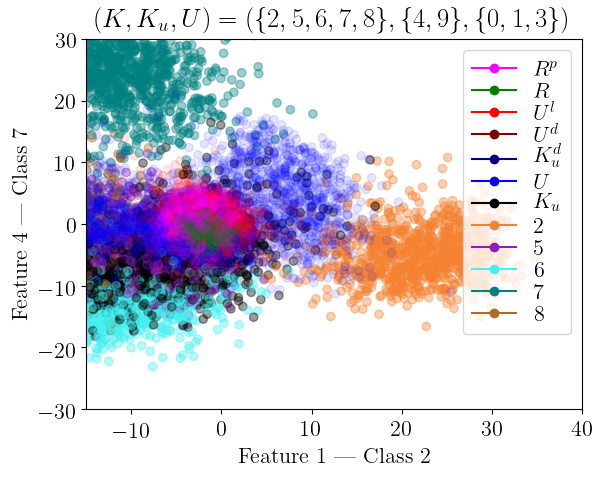 (K, K_u, U) = ({2, 5, 6, 7, 8}, {4, 9}, {0, 1, 3})
30
20
10
0
−10
−20
−30
Feature 4 — Class 7
R^p
R
U^l
U^d
K_u^d
U
K_u
2
5
6
7
8
−10
0
10
20
30
40
Feature 1 — Class 2